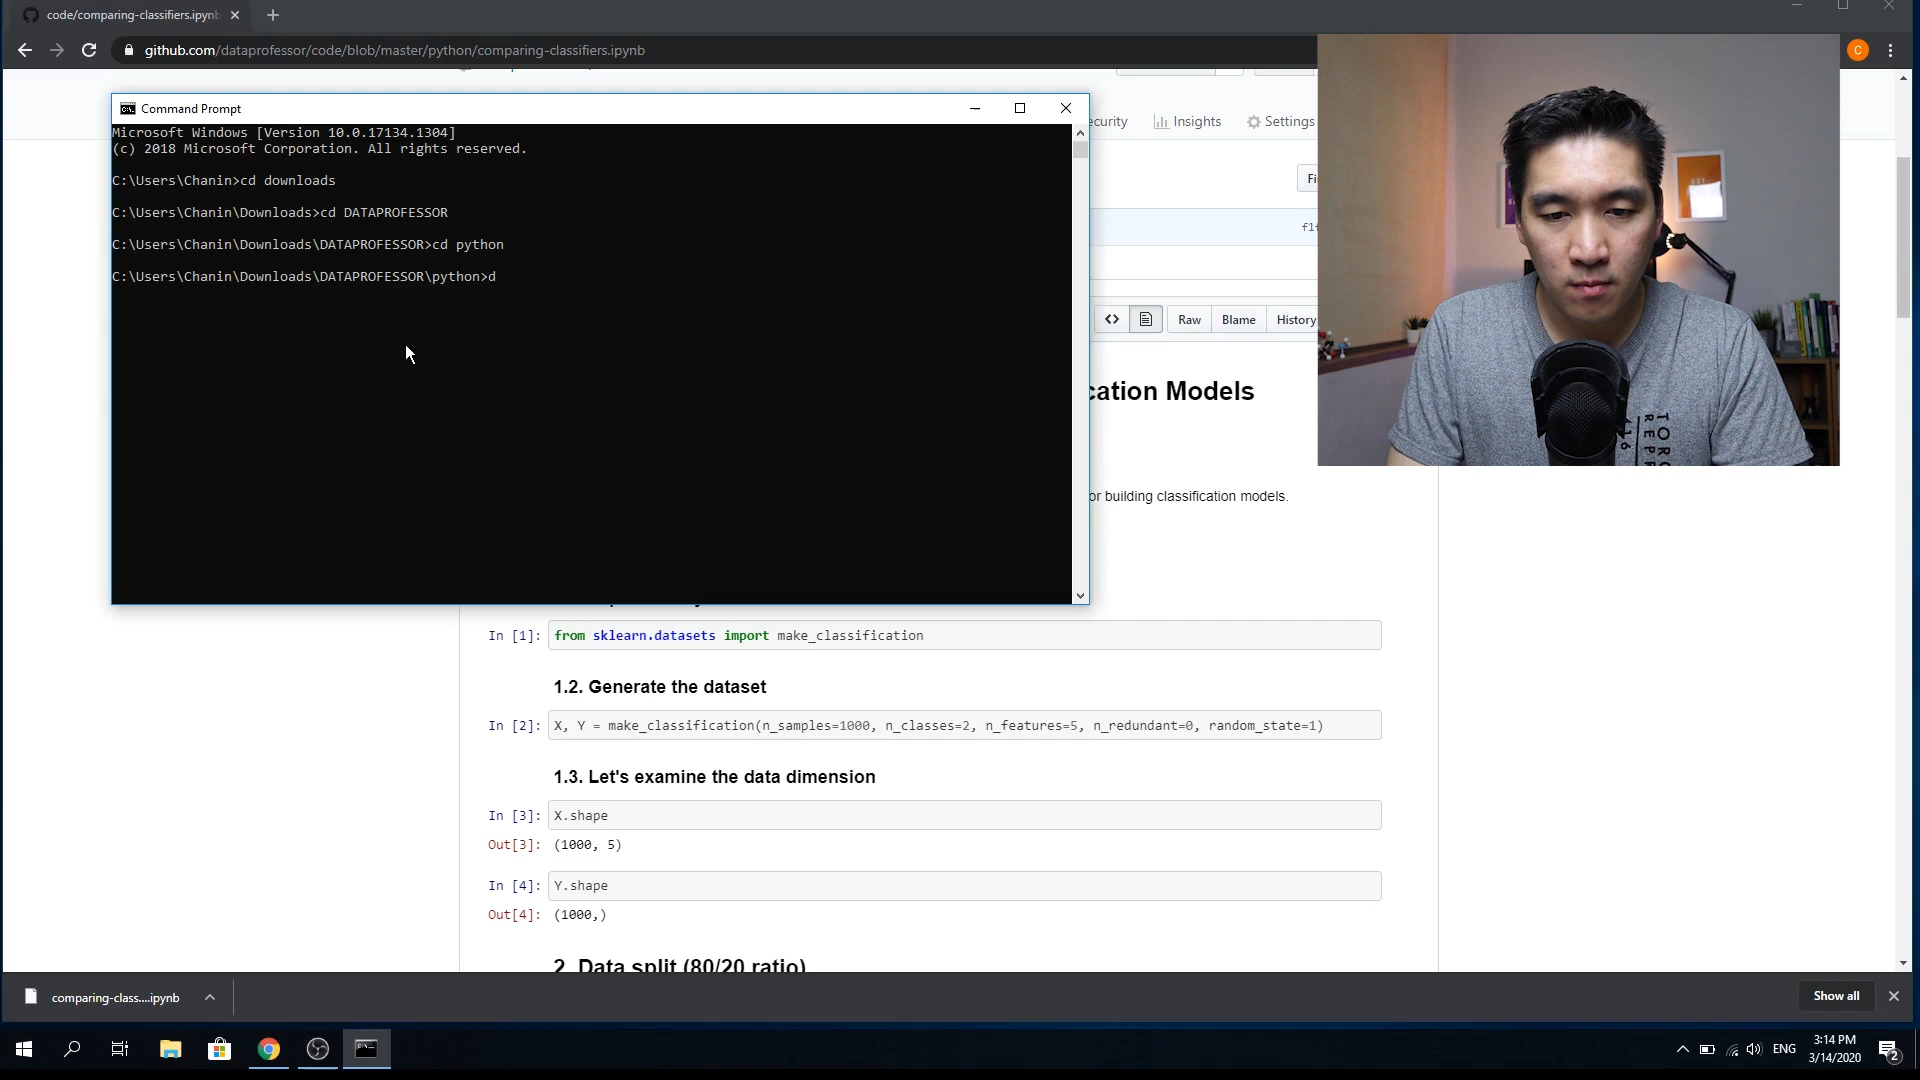 code/comparing-classifiers.ipynb
github.com/dataprofessor/code/blob/master/python/comparing-classifiers.ipynb
C
Command Prompt
Microsoft Windows [Version 10.0.17134.1304]
(c) 2018 Microsoft Corporation. All rights reserved.
C:\Users\Chanin>cd downloads
C:\Users\Chanin\Downloads>cd DATAPROFESSOR
C:\Users\Chanin\Downloads\DATAPROFESSOR>cd python
C:\Users\Chanin\Downloads\DATAPROFESSOR\python>d
ecurity Insights Settings
Fi
f1
Raw Blame History
cation Models
or building classification models.
In [1]: from sklearn.datasets import make_classification
1.2. Generate the dataset
In [2]: X, Y = make_classification(n_samples=1000, n_classes=2, n_features=5, n_redundant=0, random_state=1)
1.3. Let's examine the data dimension
In [3]: X.shape
Out[3]: (1000, 5)
In [4]: Y.shape
Out[4]: (1000,)
2. Data split (80/20 ratio)
comparing-class....ipynb
Show all
ENG
3:14 PM
3/14/2020
2